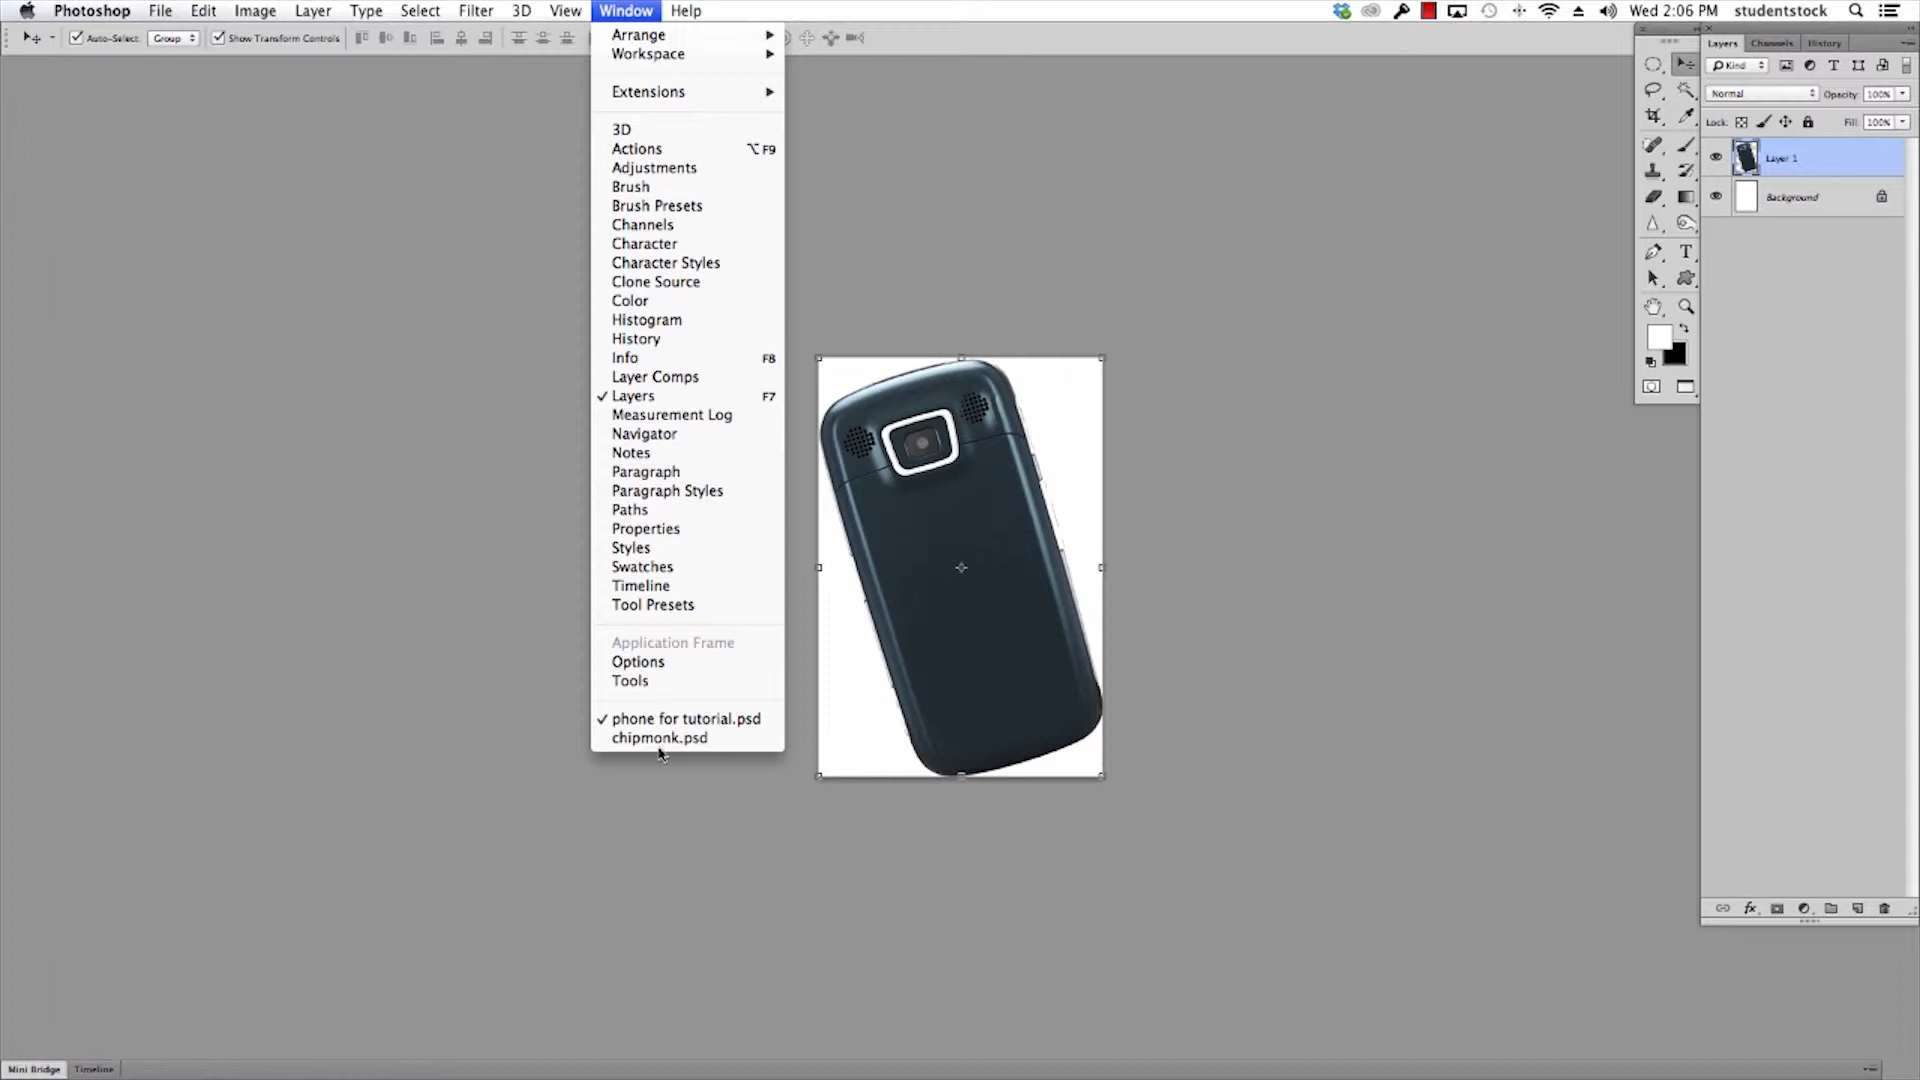 Photoshop File Edit Image Layer Type Select Filter 3D View Window Help Wed 2:06 PM studentstock
Auto-Select: Group Show Transform Controls
Arrange
Workspace
Extensions
3D
Actions ⌥F9
Adjustments
Brush
Brush Presets
Channels
Character
Character Styles
Clone Source
Color
Histogram
History
Info F8
Layer Comps
✓ Layers F7
Measurement Log
Navigator
Notes
Paragraph
Paragraph Styles
Paths
Properties
Styles
Swatches
Timeline
Tool Presets
Application Frame
Options
Tools
✓ phone for tutorial.psd
chipmonk.psd
Layers Channels History
Kind
Normal Opacity: 100%
Lock: Fill: 100%
Layer 1
Background
Mini Bridge Timeline